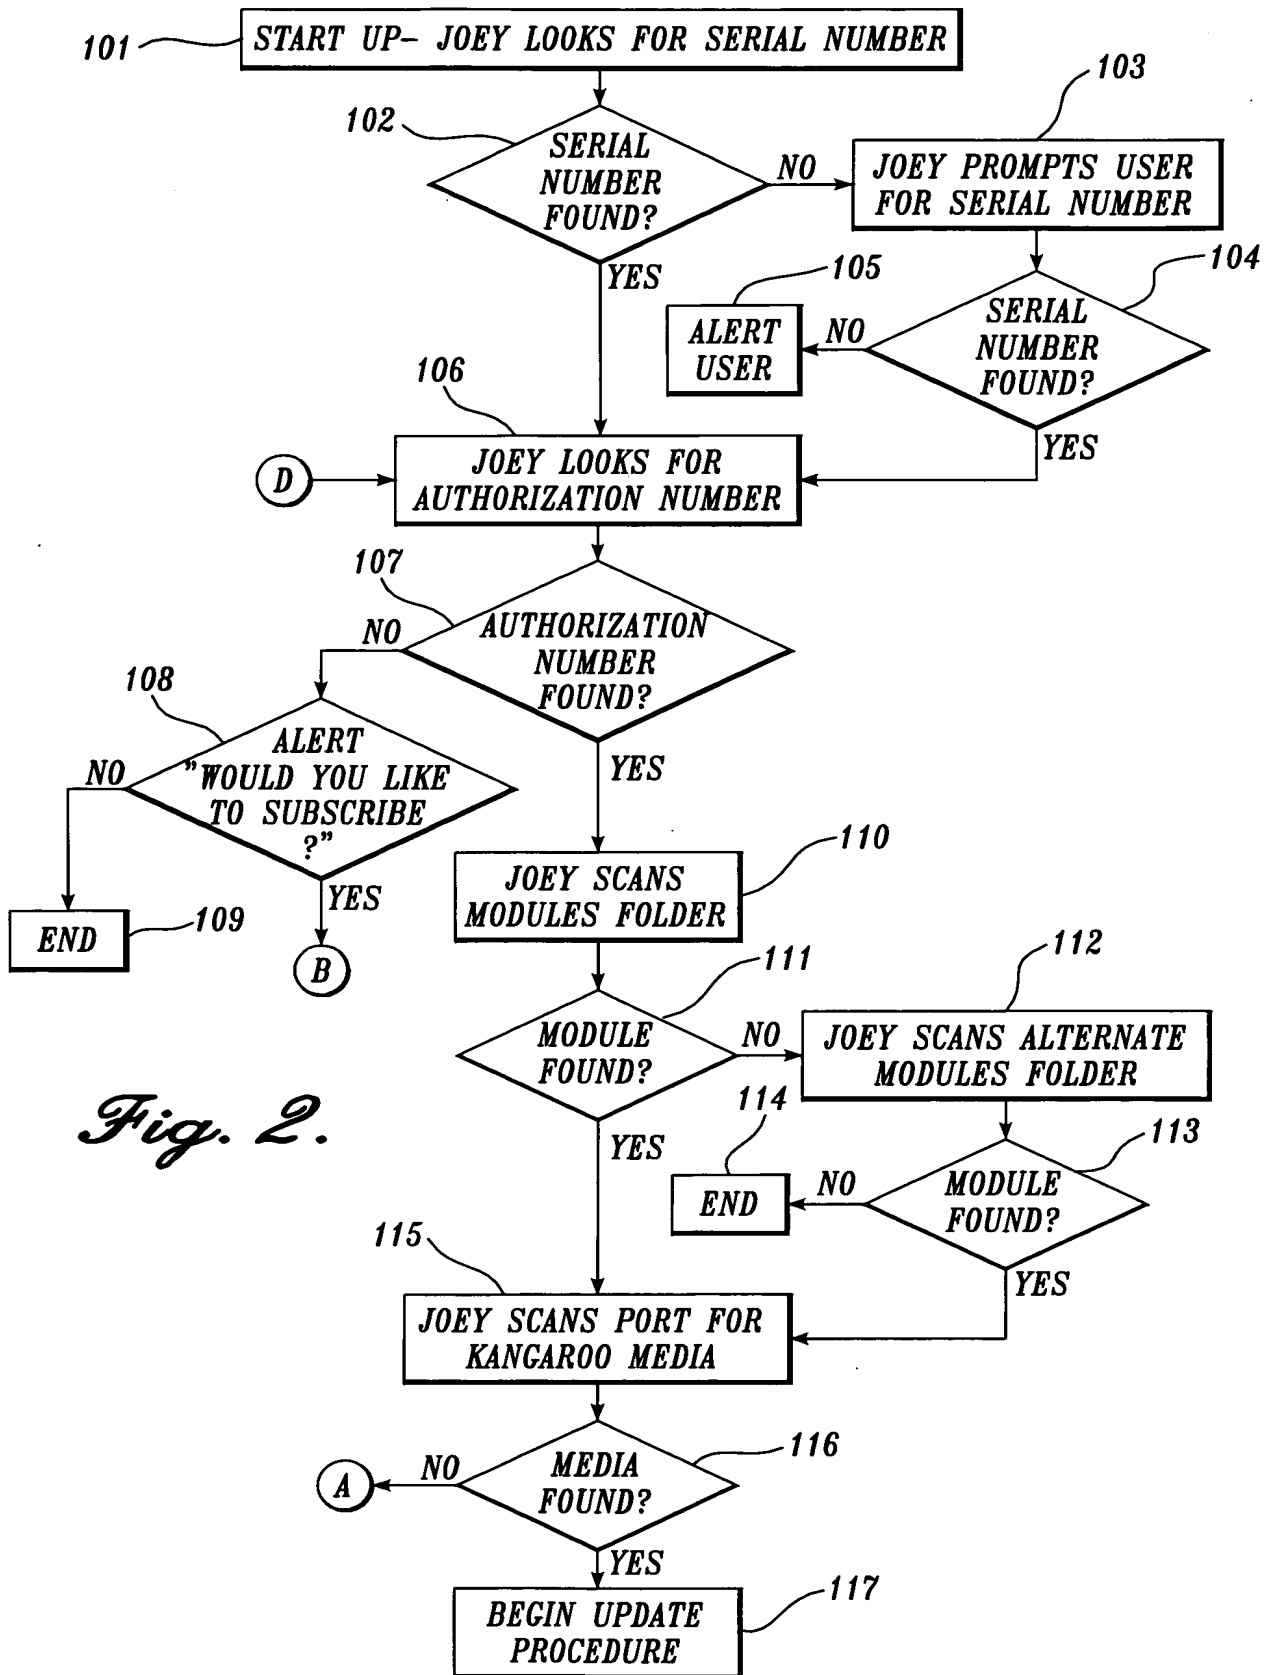 101
START UP- JOEY LOOKS FOR SERIAL NUMBER
102
SERIAL
NUMBER
FOUND?
NO
YES
103
JOEY PROMPTS USER
FOR SERIAL NUMBER
104
SERIAL
NUMBER
FOUND?
NO
YES
105
ALERT
USER
106
D
JOEY LOOKS FOR
AUTHORIZATION NUMBER
107
AUTHORIZATION
NUMBER
FOUND?
NO
YES
108
ALERT
"WOULD YOU LIKE
TO SUBSCRIBE
?"
NO
YES
END
109
B
110
JOEY SCANS
MODULES FOLDER
111
MODULE
FOUND?
NO
YES
112
JOEY SCANS ALTERNATE
MODULES FOLDER
113
MODULE
FOUND?
NO
YES
114
END
Fig. 2.
115
JOEY SCANS PORT FOR
KANGAROO MEDIA
116
MEDIA
FOUND?
NO
A
YES
117
BEGIN UPDATE
PROCEDURE